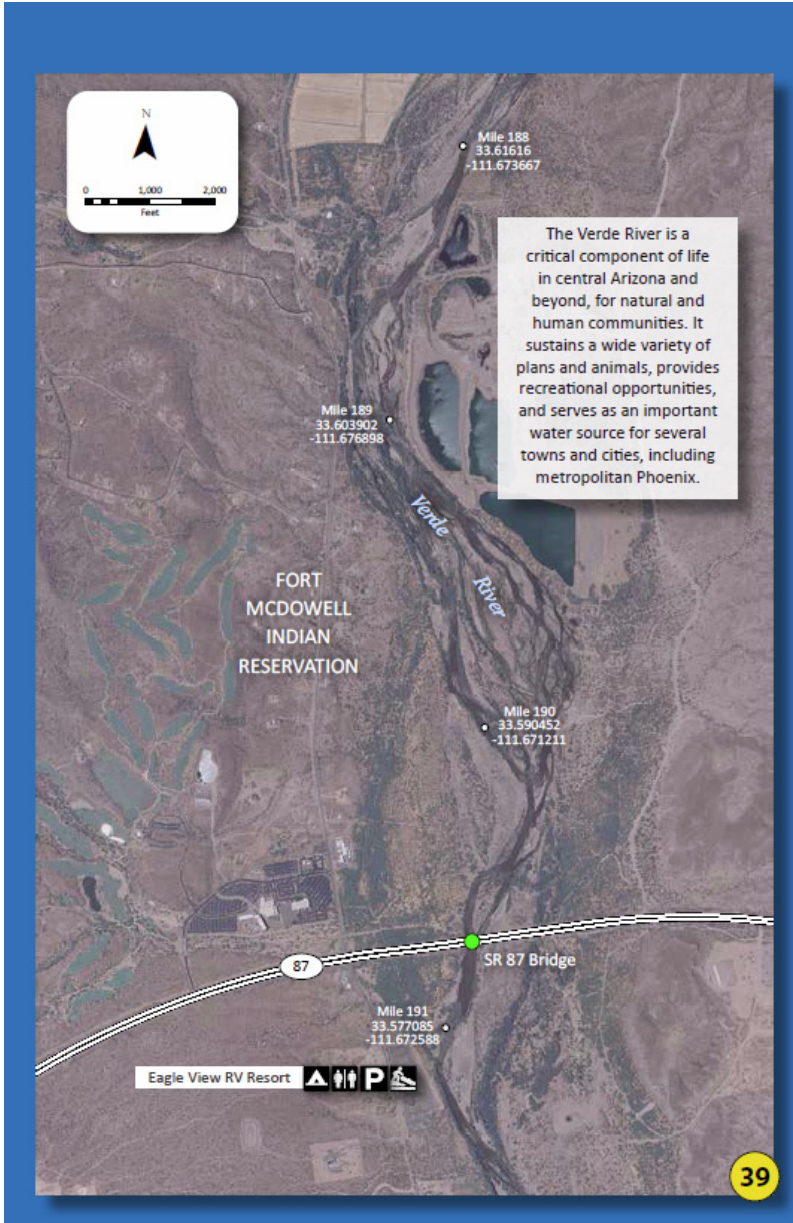 N
0 1,000 2,000
Feet
Mile 188
33.61616
-111.673667
The Verde River is a
critical component of life
in central Arizona and
beyond, for natural and
human communities. It
sustains a wide variety of
plans and animals, provides
recreational opportunities,
and serves as an important
water source for several
towns and cities, including
metropolitan Phoenix.
Mile 189
33.603902
-111.676898
Verde
River
FORT
MCDOWELL
INDIAN
RESERVATION
Mile 190
33.590452
-111.671211
87
SR 87 Bridge
Mile 191
33.577085
-111.672588
Eagle View RV Resort P
39